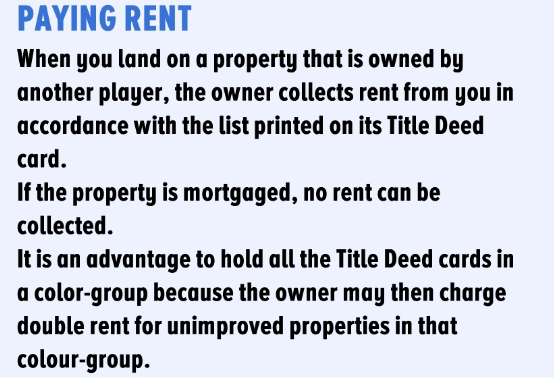 PAYING RENT
When you land on a property that is owned by
another player, the owner collects rent from you in
accordance with the list printed on its Title Deed
card.
If the property is mortgaged, no rent can be
collected.
It is an advantage to hold all the Title Deed cards in
a color-group because the owner may then charge
double rent for unimproved properties in that
colour-group.